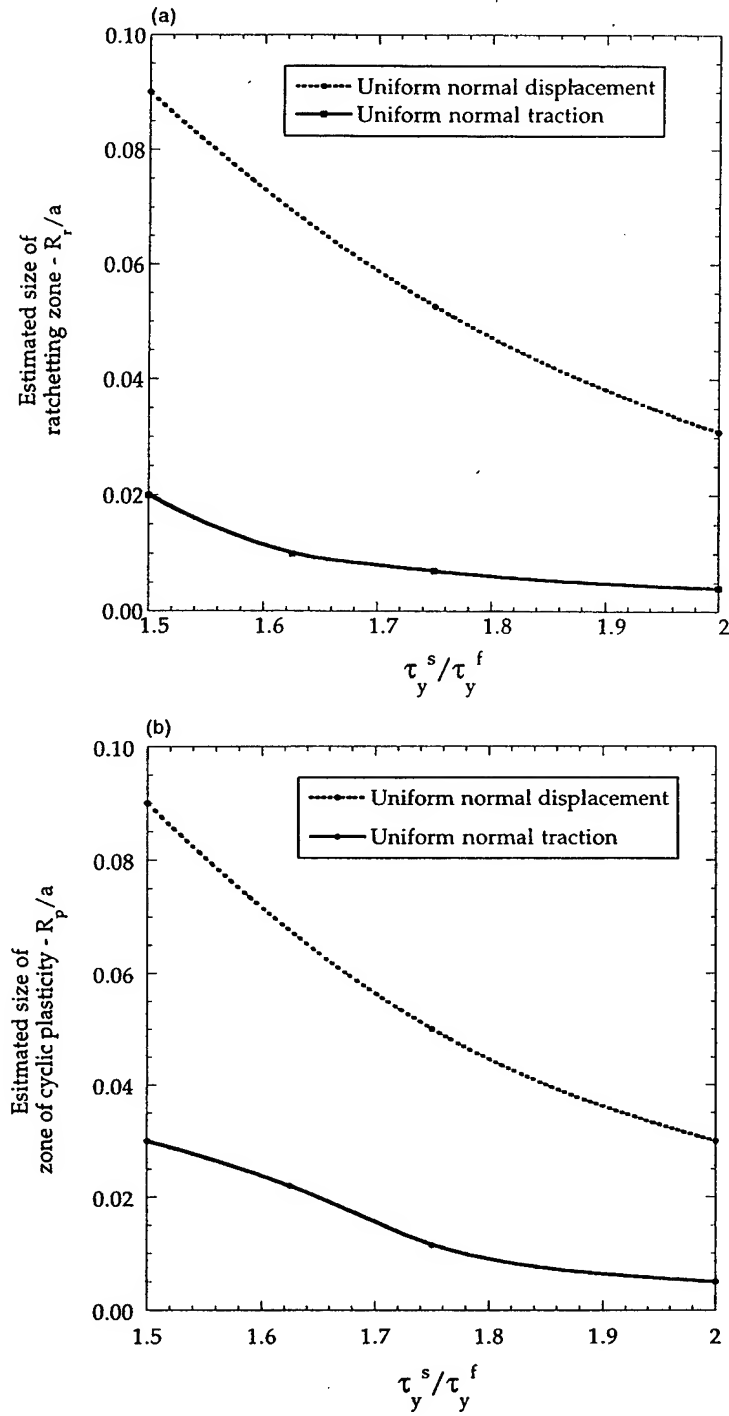 (a)
0.10
0.08
0.06
0.04
0.02
0.00
Estimated size of
ratchetting zone - R_r/a
Uniform normal displacement
Uniform normal traction
1.5 1.6 1.7 1.8 1.9 2
τ_y^s/τ_y^f
(b)
0.10
0.08
0.06
0.04
0.02
0.00
Esitmated size of
zone of cyclic plasticity - R_p/a
Uniform normal displacement
Uniform normal traction
1.5 1.6 1.7 1.8 1.9 2
τ_y^s/τ_y^f